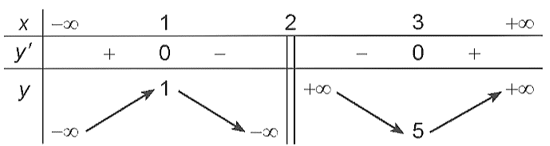 x −∞ 1 2 3 +∞
y' + 0 − − 0 +
y 1 +∞ +∞
−∞ −∞ 5